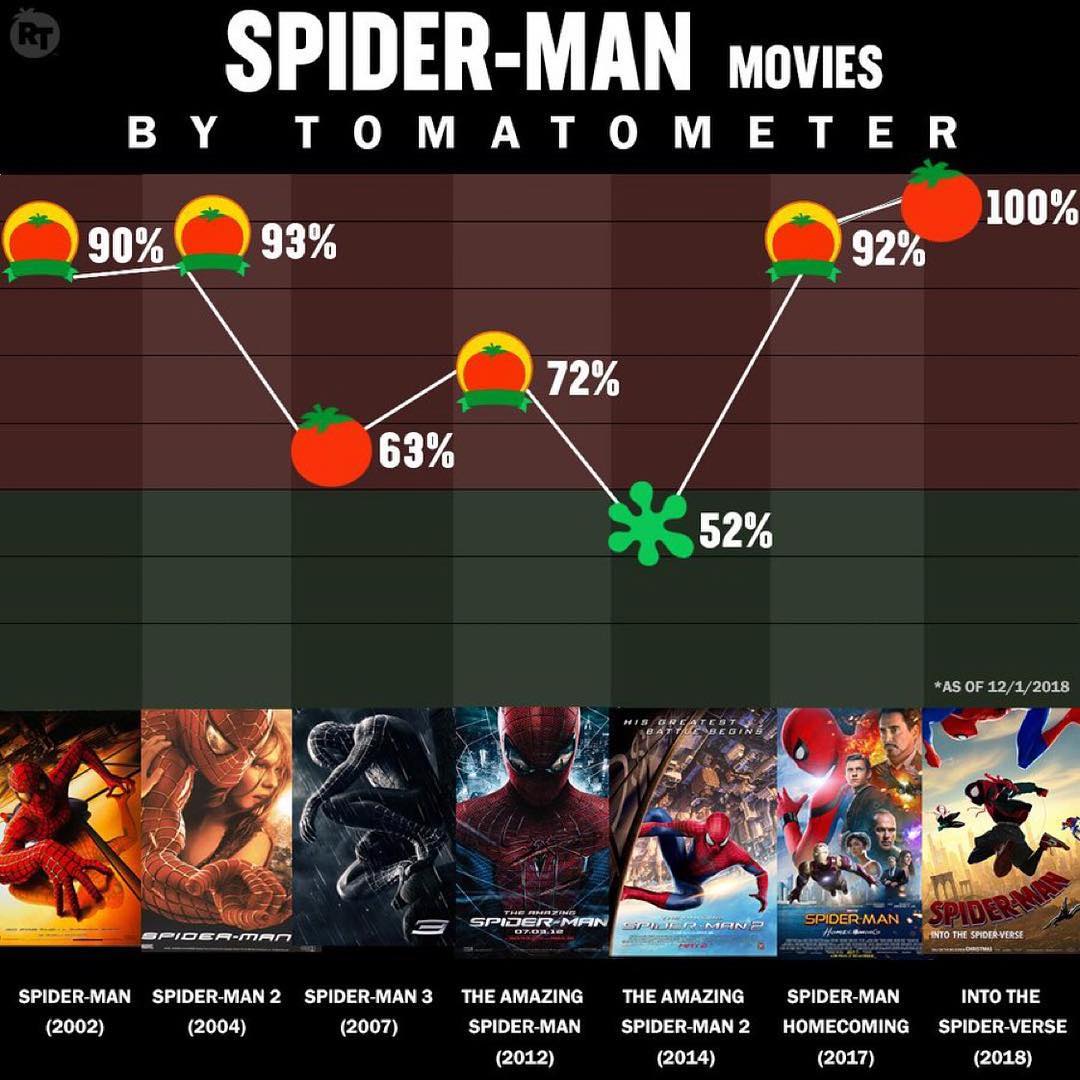 RT
SPIDER-MAN MOVIES
BY TOMATOMETER
90%
93%
63%
72%
52%
92%
100%
*AS OF 12/1/2018
SPIDER-MAN
3
THE AMAZING
SPIDER-MAN
07.03.12
HIS GREATEST
BATTLE BEGINS
SPIDER-MAN 2
SPIDER-MAN
HOMECOMING
SPIDER-MAN
INTO THE SPIDER-VERSE
CHRISTMAS
SPIDER-MAN
(2002)
SPIDER-MAN 2
(2004)
SPIDER-MAN 3
(2007)
THE AMAZING
SPIDER-MAN
(2012)
THE AMAZING
SPIDER-MAN 2
(2014)
SPIDER-MAN
HOMECOMING
(2017)
INTO THE
SPIDER-VERSE
(2018)